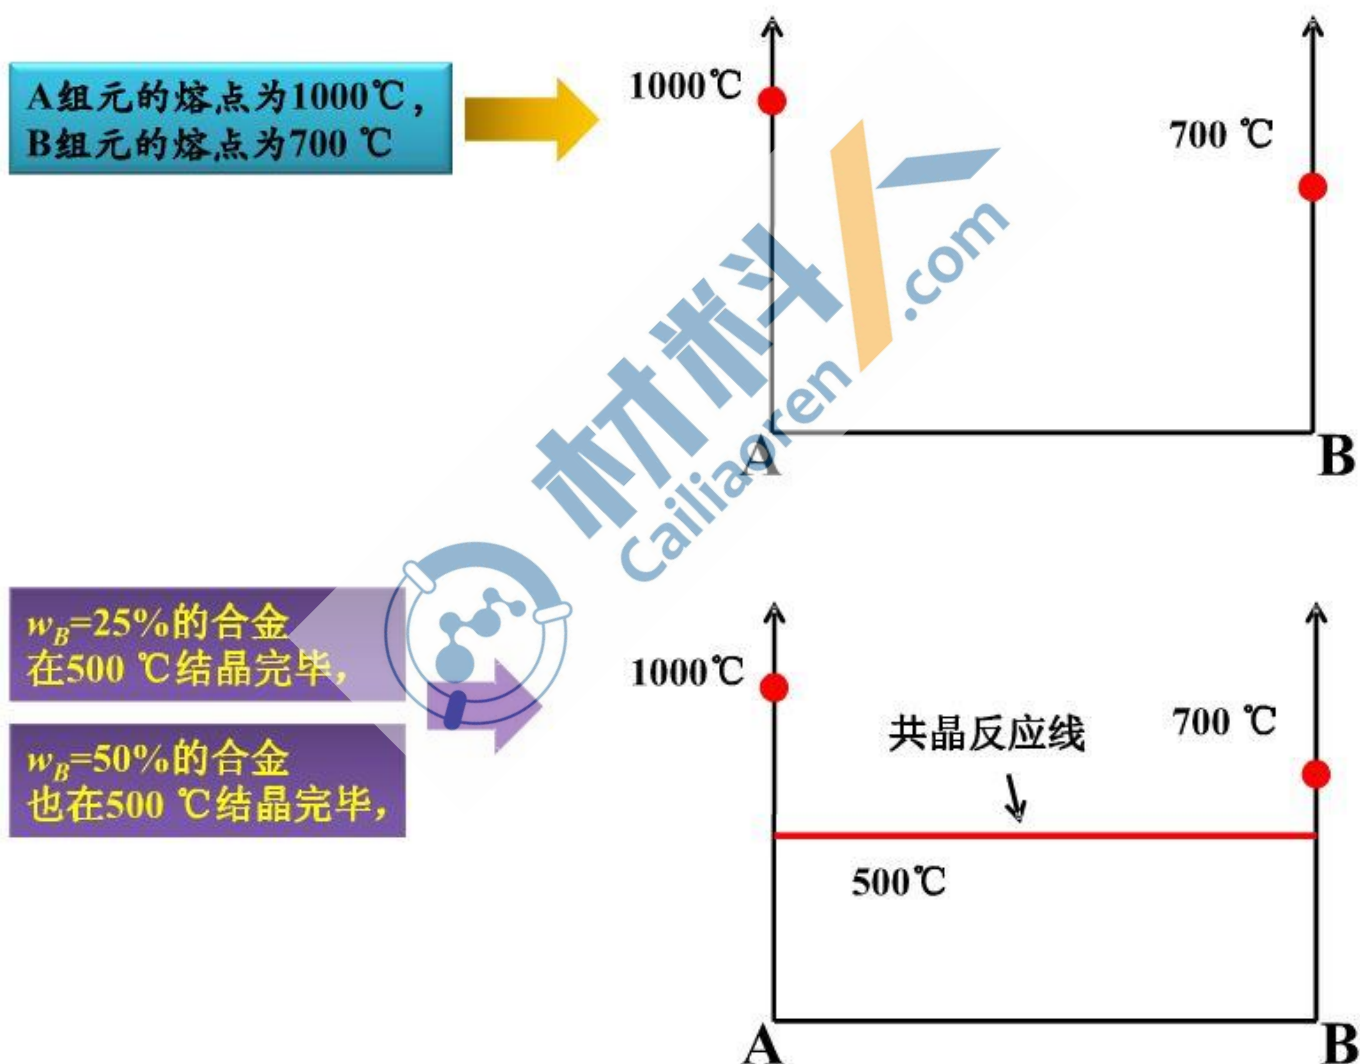 A组元的熔点为1000℃,
B组元的熔点为700 ℃
1000℃
700 ℃
A
B
材料人
Cailiaoren.com
wB=25%的合金
在500 ℃结晶完毕,
wB=50%的合金
也在500 ℃结晶完毕,
1000℃
700 ℃
共晶反应线
500℃
A
B